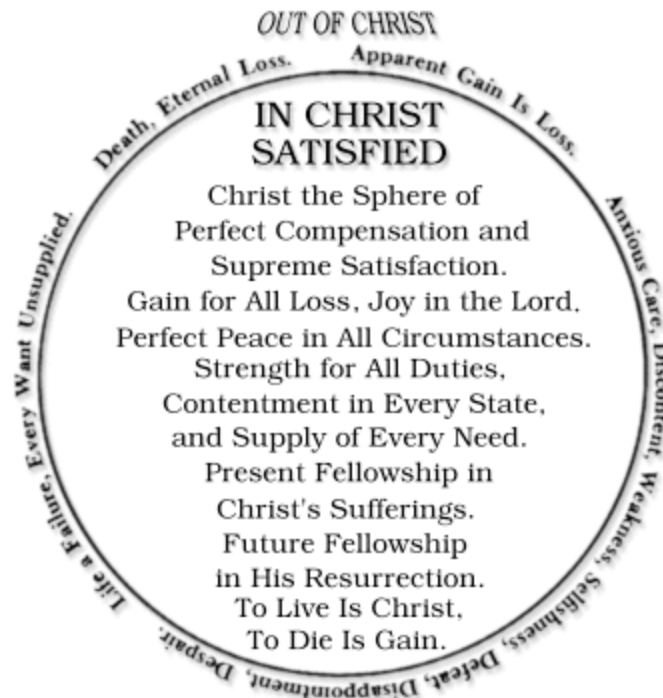 OUT OF CHRIST
Apparent Gain Is Loss.
Anxious Care, Discontent, Weakness, Selfishness, Defeat, Disappointment, Despair.
Life a Failure, Every Want Unsupplied.
Death, Eternal Loss.
IN CHRIST
SATISFIED
Christ the Sphere of
Perfect Compensation and
Supreme Satisfaction.
Gain for All Loss, Joy in the Lord,
Perfect Peace in All Circumstances.
Strength for All Duties,
Contentment in Every State,
and Supply of Every Need.
Present Fellowship in
Christ's Sufferings.
Future Fellowship
in His Resurrection.
To Live Is Christ,
To Die Is Gain.